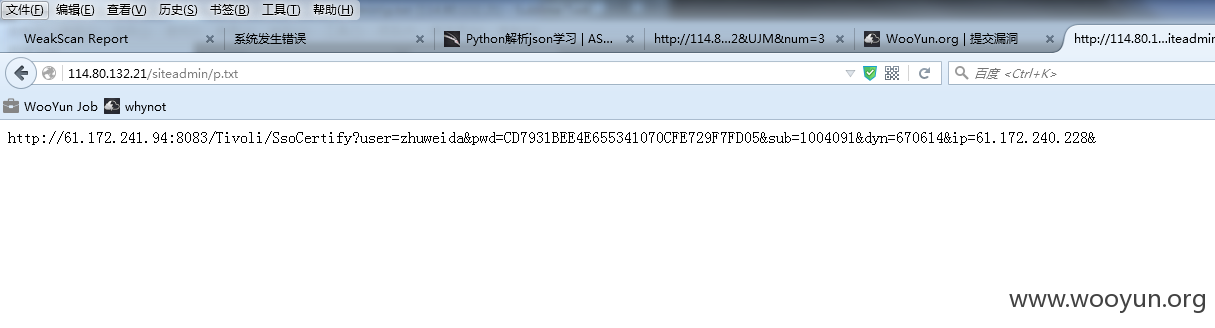 文件(F) 编辑(E) 查看(V) 历史(S) 书签(B) 工具(T) 帮助(H)
WeakScan Report × 系统发生错误 × Python解析json学习 | AS... × http://114.8...2&UJM&num=3 × WooYun.org | 提交漏洞 × http://114.80.1...iteadmin
114.80.132.21/siteadmin/p.txt 百度 <Ctrl+K>
WooYun Job whynot
http://61.172.241.94:8083/Tivoli/SsoCertify?user=zhuweida&pwd=CD7931BEE4E655341070CFE729F7FD05&sub=1004091&dyn=670614&ip=61.172.240.228&
www.wooyun.org